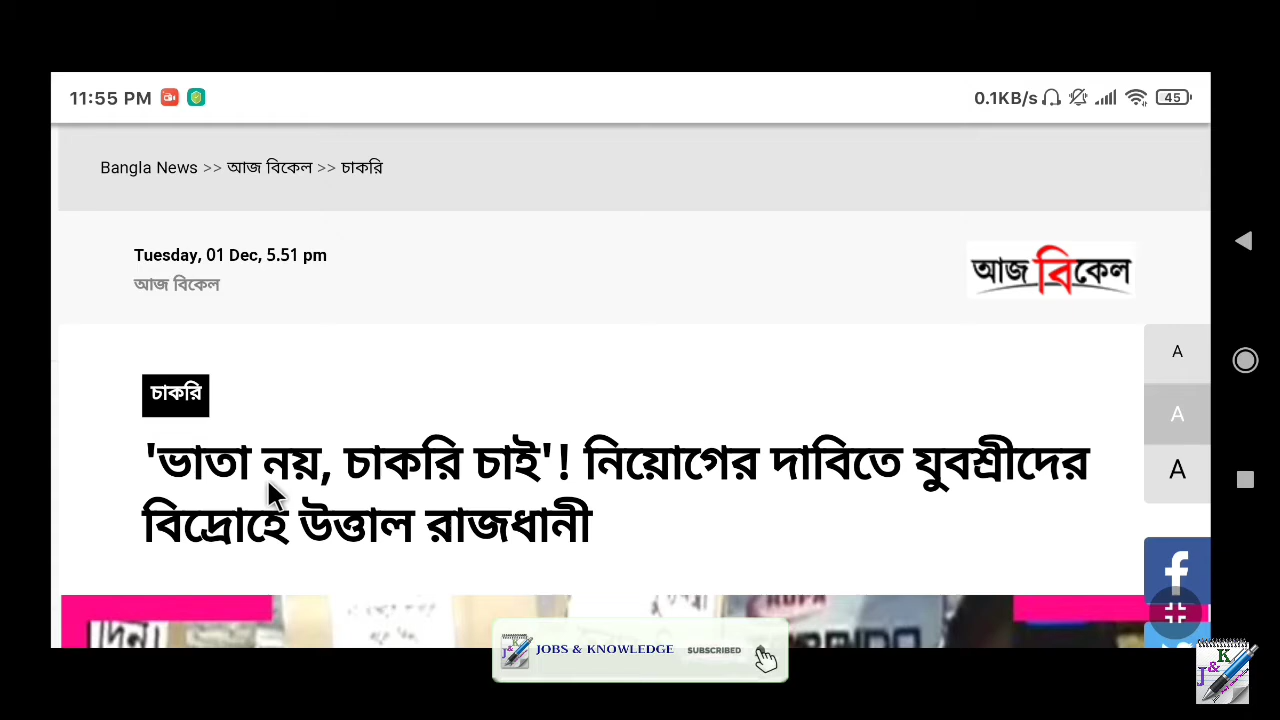 11:55 PM 0.1KB/s 45
Bangla News >> আজ বিকেল >> চাকরি
Tuesday, 01 Dec, 5.51 pm
আজ বিকেল
আজ বিকেল
A
চাকরি
A
'ভাতা নয়, চাকরি চাই'! নিয়োগের দাবিতে যুবশ্রীদের
A
বিদ্রোহে উত্তাল রাজধানী
f
J&K JOBS & KNOWLEDGE SUBSCRIBED
J&K